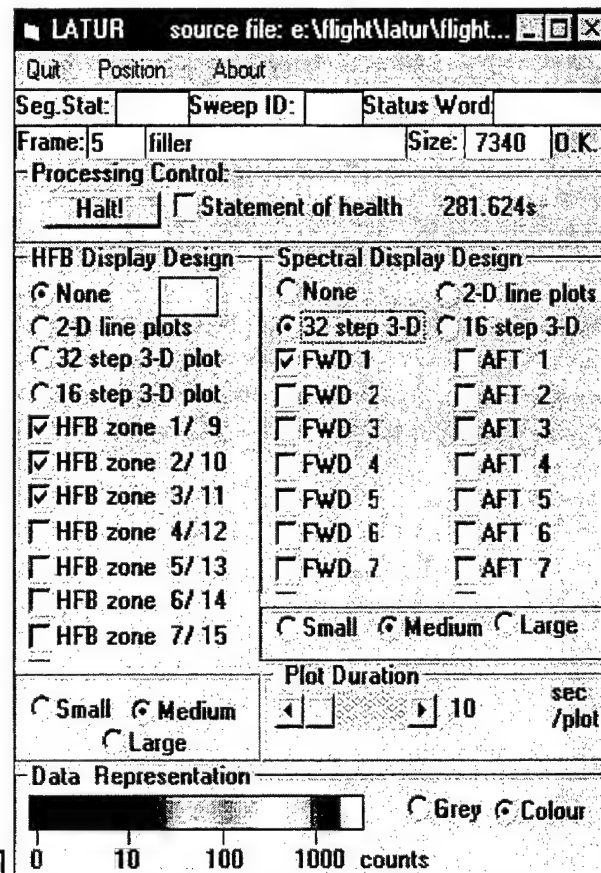 LATUR source file: e:\flight\latur\flight...
Quit Position About
Seg.Stat: Sweep ID: Status Word:
Frame: 5 filler Size: 7340 O.K.
Processing Control:
Halt! Statement of health 281.624s
HFB Display Design
None
2-D line plots
32 step 3-D plot
16 step 3-D plot
HFB zone 1/ 9
HFB zone 2/ 10
HFB zone 3/ 11
HFB zone 4/ 12
HFB zone 5/ 13
HFB zone 6/ 14
HFB zone 7/ 15
Small Medium
Large
Spectral Display Design
None 2-D line plots
32 step 3-D 16 step 3-D
FWD 1 AFT 1
FWD 2 AFT 2
FWD 3 AFT 3
FWD 4 AFT 4
FWD 5 AFT 5
FWD 6 AFT 6
FWD 7 AFT 7
Small Medium Large
Plot Duration
10 sec
/plot
Data Representation
Grey Colour
0 10 100 1000 counts